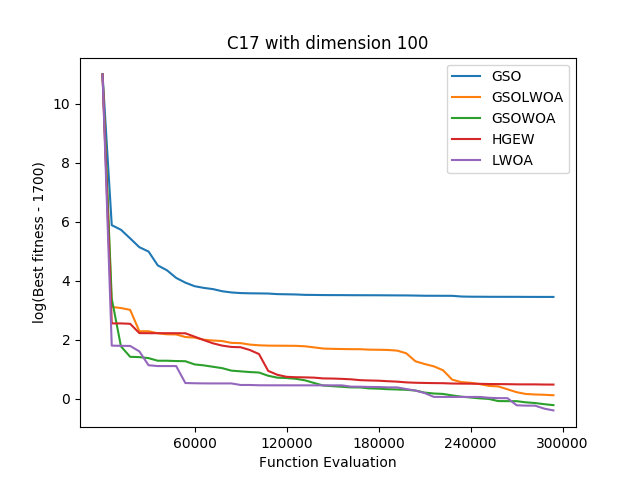 C17 with dimension 100
log(Best fitness - 1700)
10
8
6
4
2
0
GSO
GSOLWOA
GSOWOA
HGEW
LWOA
60000 120000 180000 240000 300000
Function Evaluation